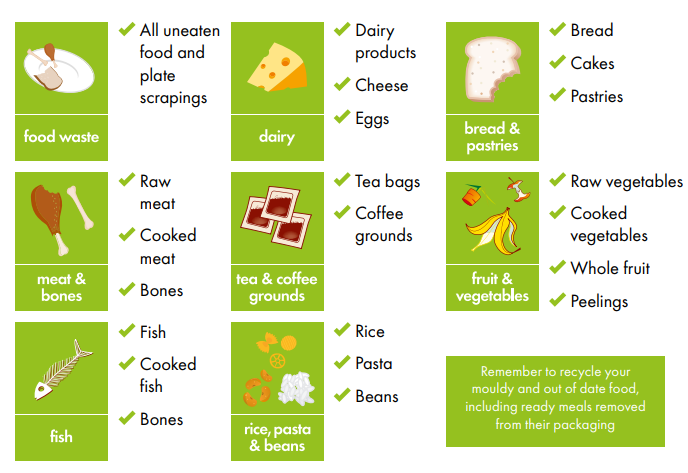 All uneaten
food and
plate
scrapings
food waste
Dairy
products
Cheese
Eggs
dairy
Bread
Cakes
Pastries
bread &
pastries
Raw
meat
Cooked
meat
Bones
meat &
bones
Tea bags
Coffee
grounds
tea & coffee
grounds
Raw vegetables
Cooked
vegetables
Whole fruit
Peelings
fruit &
vegetables
Fish
Cooked
fish
Bones
fish
Rice
Pasta
Beans
rice, pasta
& beans
Remember to recycle your
mouldy and out of date food,
including ready meals removed
from their packaging